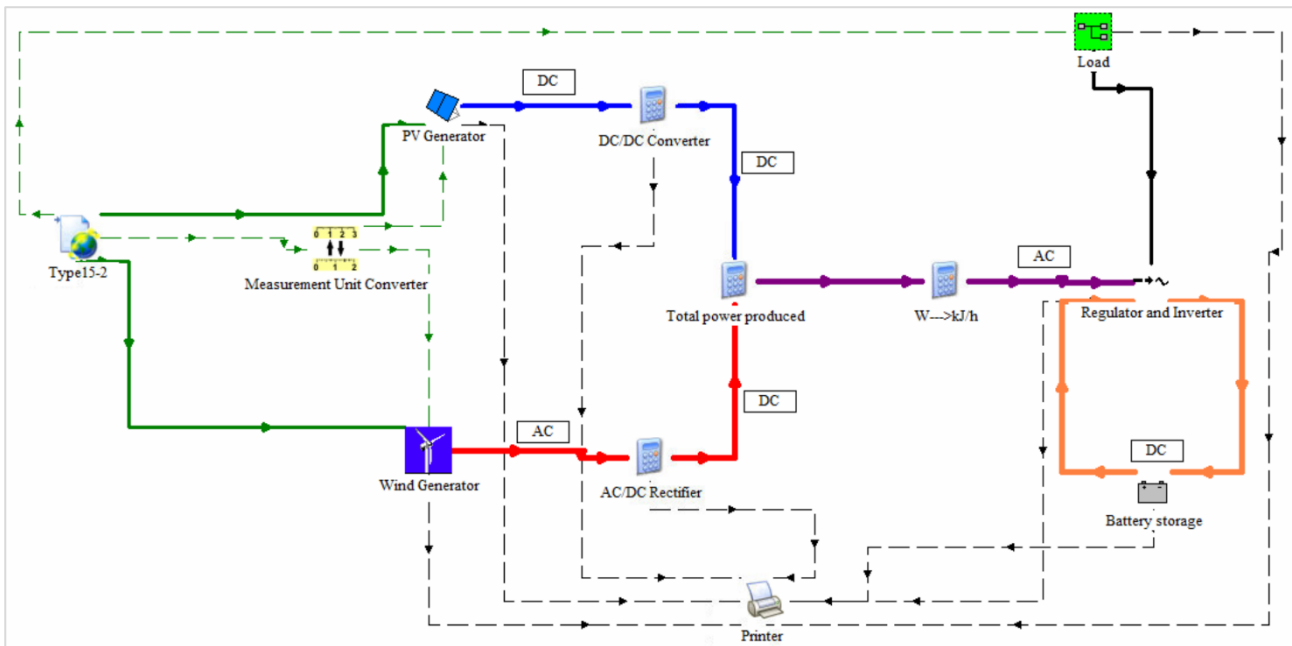 Load
DC
PV Generator
DC/DC Converter
DC
Type15-2
0 1 2 3
0 1 2
Measurement Unit Converter
Total power produced
W--->kJ/h
AC
Regulator and Inverter
DC
AC
Wind Generator
AC/DC Rectifier
DC
Battery storage
Printer